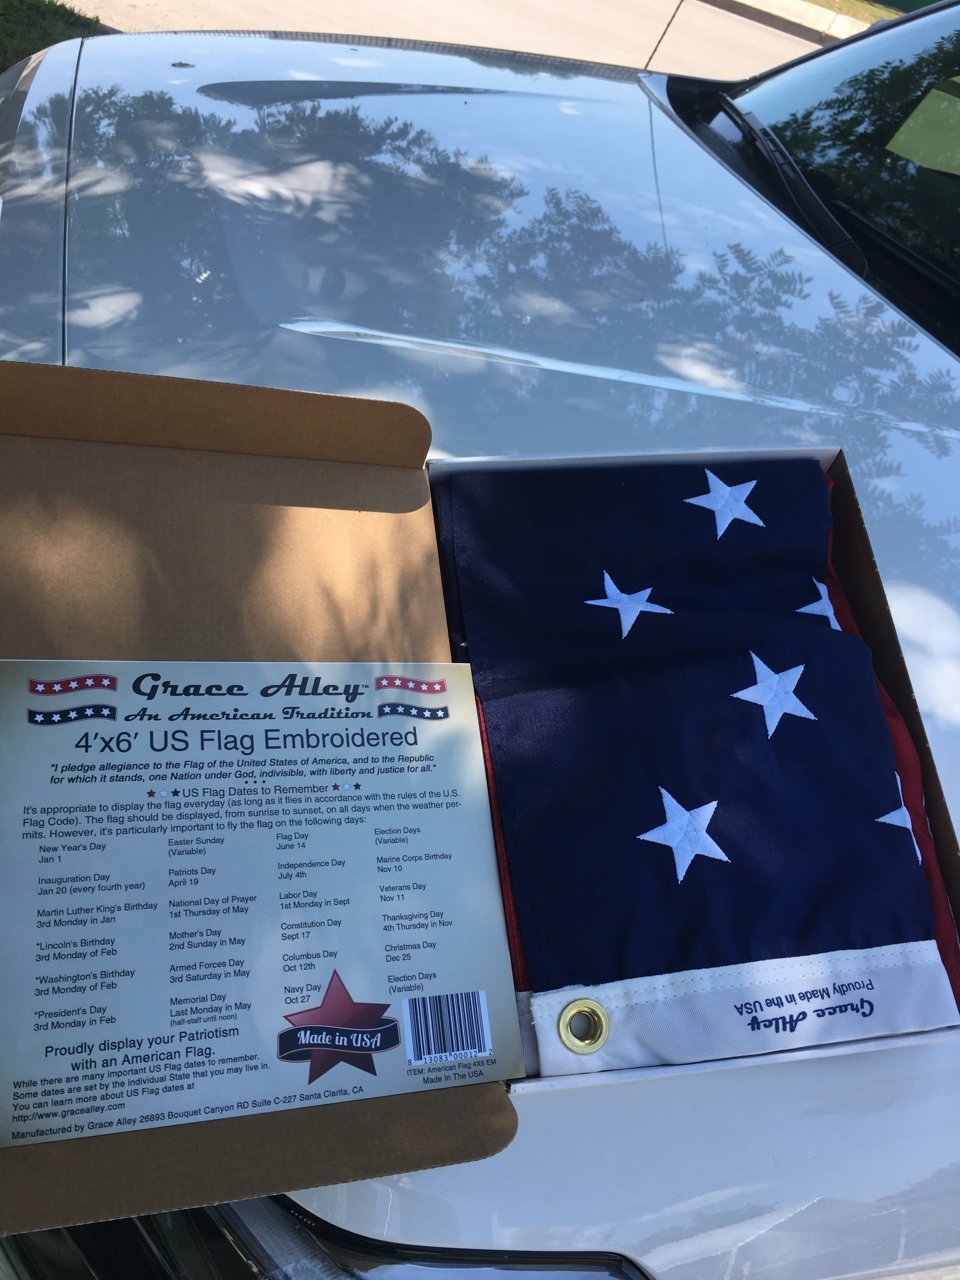 Grace Alley™
An American Tradition
4'x6' US Flag Embroidered
"I pledge allegiance to the Flag of the United States of America, and to the Republic
for which it stands, one Nation under God, indivisible, with liberty and justice for all."
US Flag Dates to Remember
It's appropriate to display the flag everyday (as long as it flies in accordance with the rules of the U.S.
Flag Code). The flag should be displayed, from sunrise to sunset, on all days when the weather per-
mits. However, it's particularly important to fly the flag on the following days:
New Year's Day
Jan 1
Inauguration Day
Jan 20 (every fourth year)
Martin Luther King's Birthday
3rd Monday in Jan
*Lincoln's Birthday
3rd Monday of Feb
*Washington's Birthday
3rd Monday of Feb
*President's Day
3rd Monday in Feb
Easter Sunday
(Variable)
Patriots Day
April 19
National Day of Prayer
1st Thursday of May
Mother's Day
2nd Sunday in May
Armed Forces Day
3rd Saturday in May
Memorial Day
Last Monday in May
(half-staff until noon)
Flag Day
June 14
Independence Day
July 4th
Labor Day
1st Monday in Sept
Constitution Day
Sept 17
Columbus Day
Oct 12th
Navy Day
Oct 27
Election Days
(Variable)
Marine Corps Birthday
Nov 10
Veterans Day
Nov 11
Thanksgiving Day
4th Thursday in Nov
Christmas Day
Dec 25
Election Days
(Variable)
Proudly display your Patriotism
with an American Flag.
While there are many important US Flag dates to remember.
Some dates are set by the individual State that you may live in.
You can learn more about US Flag dates at
http://www.gracealley.com
Manufactured by Grace Alley 26893 Bouquet Canyon RD Suite C-227 Santa Clarita, CA
Made in USA
8 13083 00012 2
ITEM: American Flag 4X6 EM
Made In The USA
Grace Alley
Proudly Made in the USA